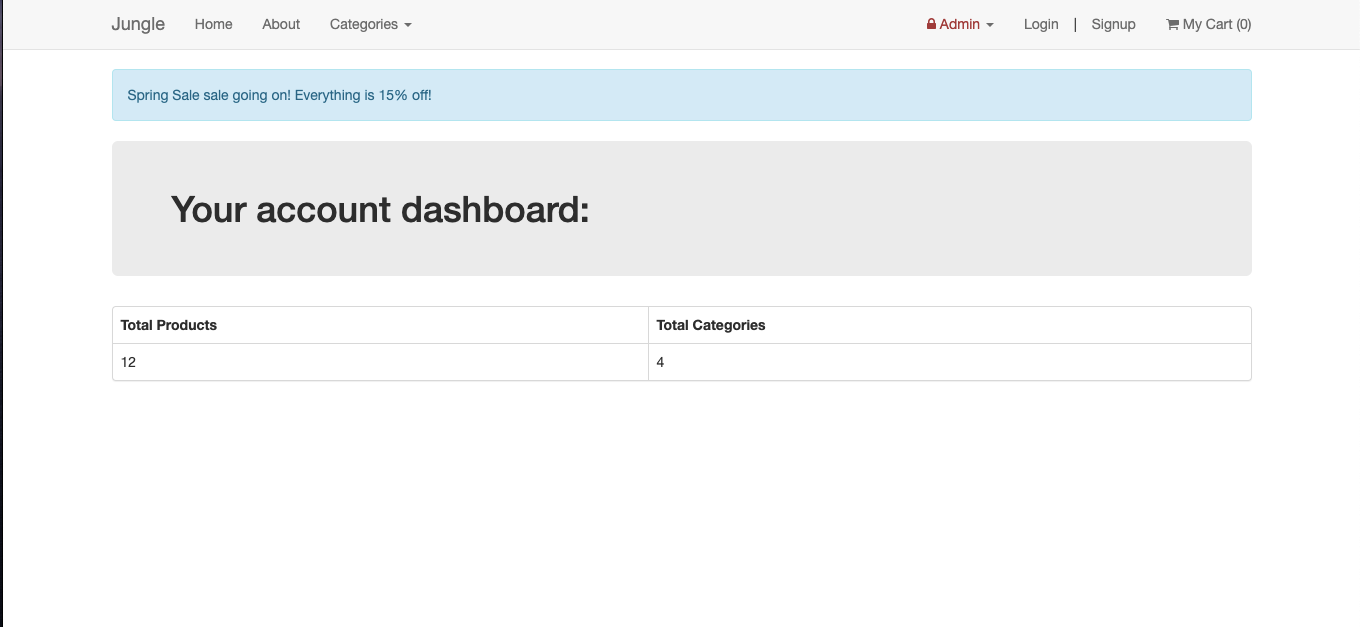 Jungle Home About Categories Admin Login | Signup My Cart (0)
Spring Sale sale going on! Everything is 15% off!
Your account dashboard:
Total Products Total Categories
12 4